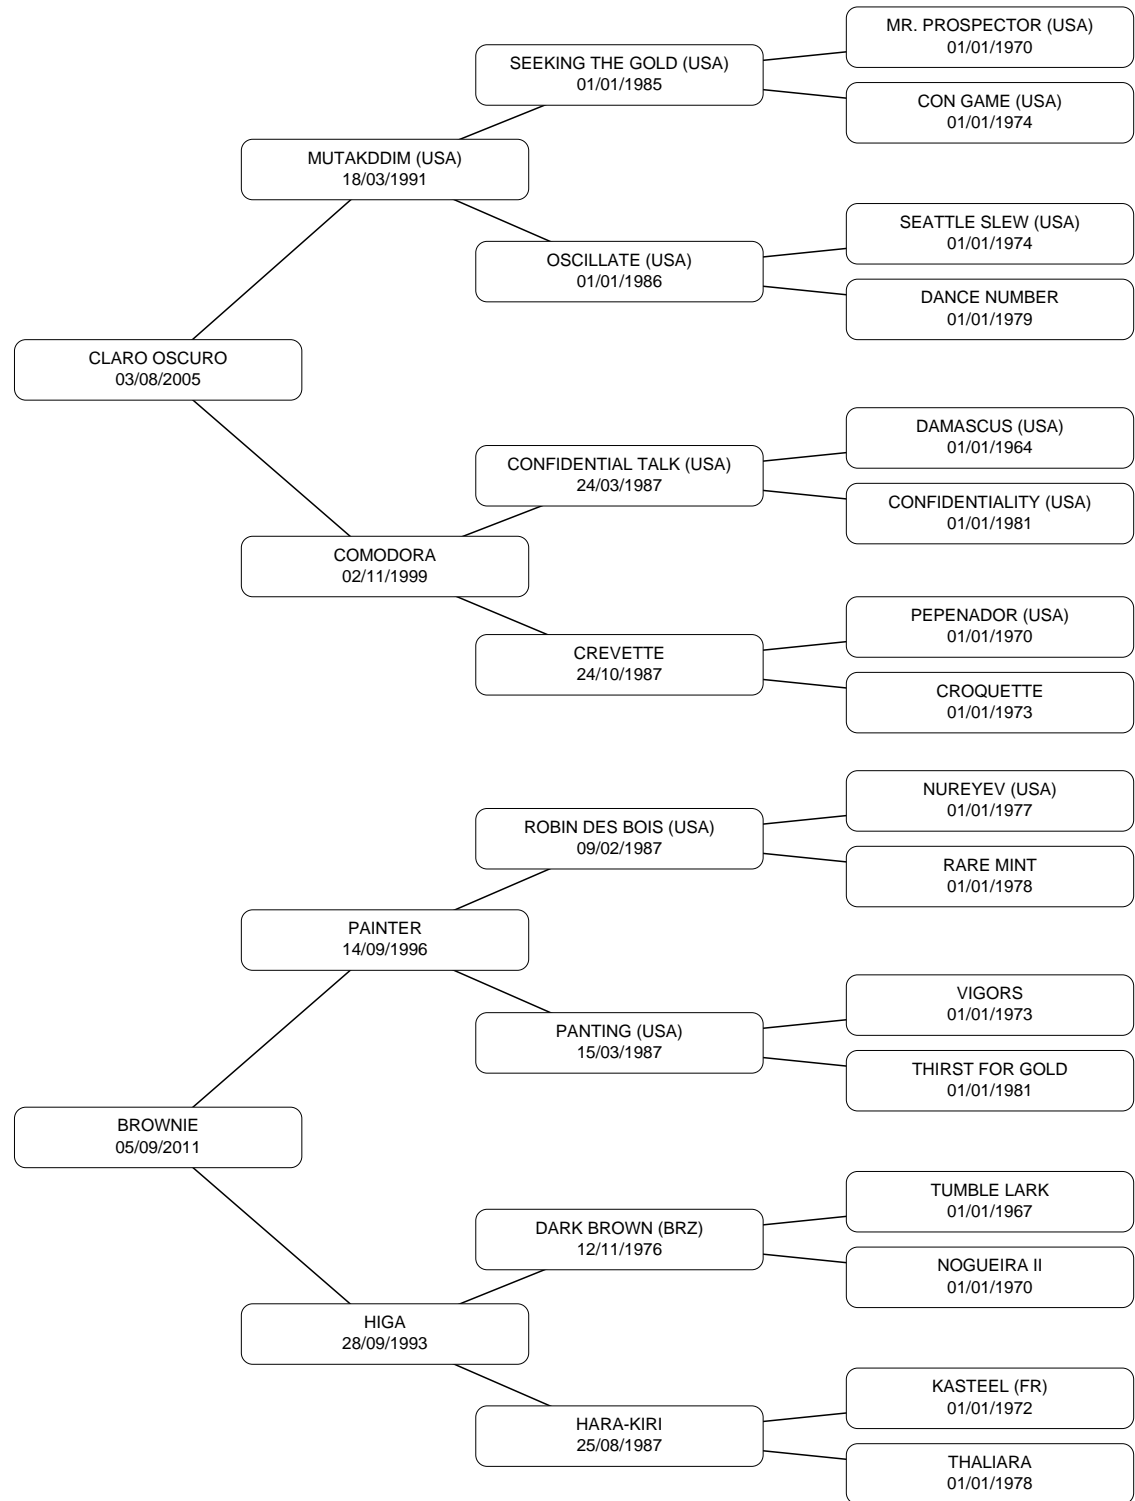 MR. PROSPECTOR (USA)
01/01/1970
SEEKING THE GOLD (USA)
01/01/1985
CON GAME (USA)
01/01/1974
MUTAKDDIM (USA)
18/03/1991
SEATTLE SLEW (USA)
01/01/1974
OSCILLATE (USA)
01/01/1986
DANCE NUMBER
01/01/1979
CLARO OSCURO
03/08/2005
DAMASCUS (USA)
01/01/1964
CONFIDENTIAL TALK (USA)
24/03/1987
CONFIDENTIALITY (USA)
01/01/1981
COMODORA
02/11/1999
PEPENADOR (USA)
01/01/1970
CREVETTE
24/10/1987
CROQUETTE
01/01/1973
NUREYEV (USA)
01/01/1977
ROBIN DES BOIS (USA)
09/02/1987
RARE MINT
01/01/1978
PAINTER
14/09/1996
VIGORS
01/01/1973
PANTING (USA)
15/03/1987
THIRST FOR GOLD
01/01/1981
BROWNIE
05/09/2011
TUMBLE LARK
01/01/1967
DARK BROWN (BRZ)
12/11/1976
NOGUEIRA II
01/01/1970
HIGA
28/09/1993
KASTEEL (FR)
01/01/1972
HARA-KIRI
25/08/1987
THALIARA
01/01/1978